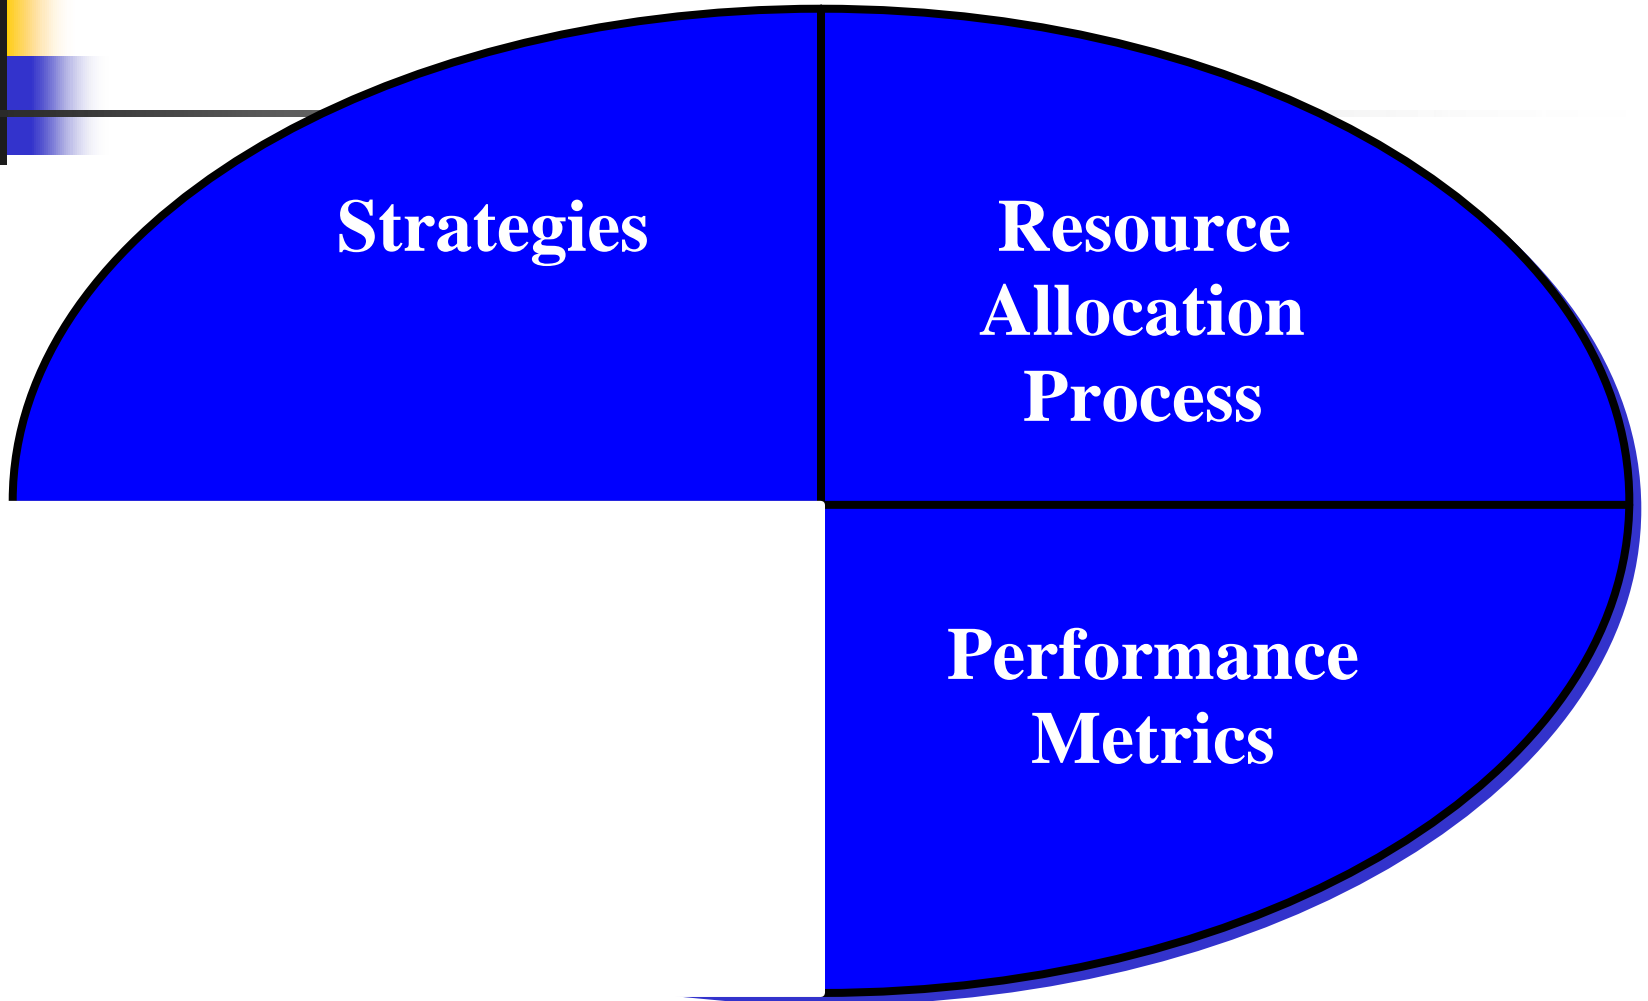 Strategies
Resource
Allocation
Process
Performance
Metrics